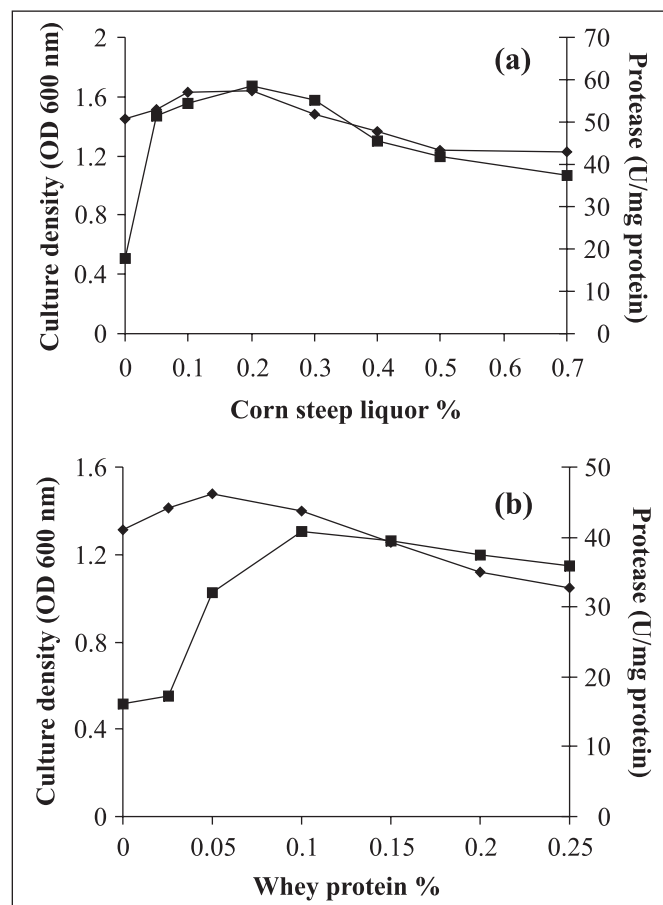 (a)
Culture density (OD 600 nm)
2
1.6
1.2
0.8
0.4
0
Protease (U/mg protein)
70
60
50
40
30
20
10
0
0 0.1 0.2 0.3 0.4 0.5 0.6 0.7
Corn steep liquor %
(b)
Culture density (OD 600 nm)
1.6
1.2
0.8
0.4
0
Protease (U/mg protein)
50
40
30
20
10
0
0 0.05 0.1 0.15 0.2 0.25
Whey protein %